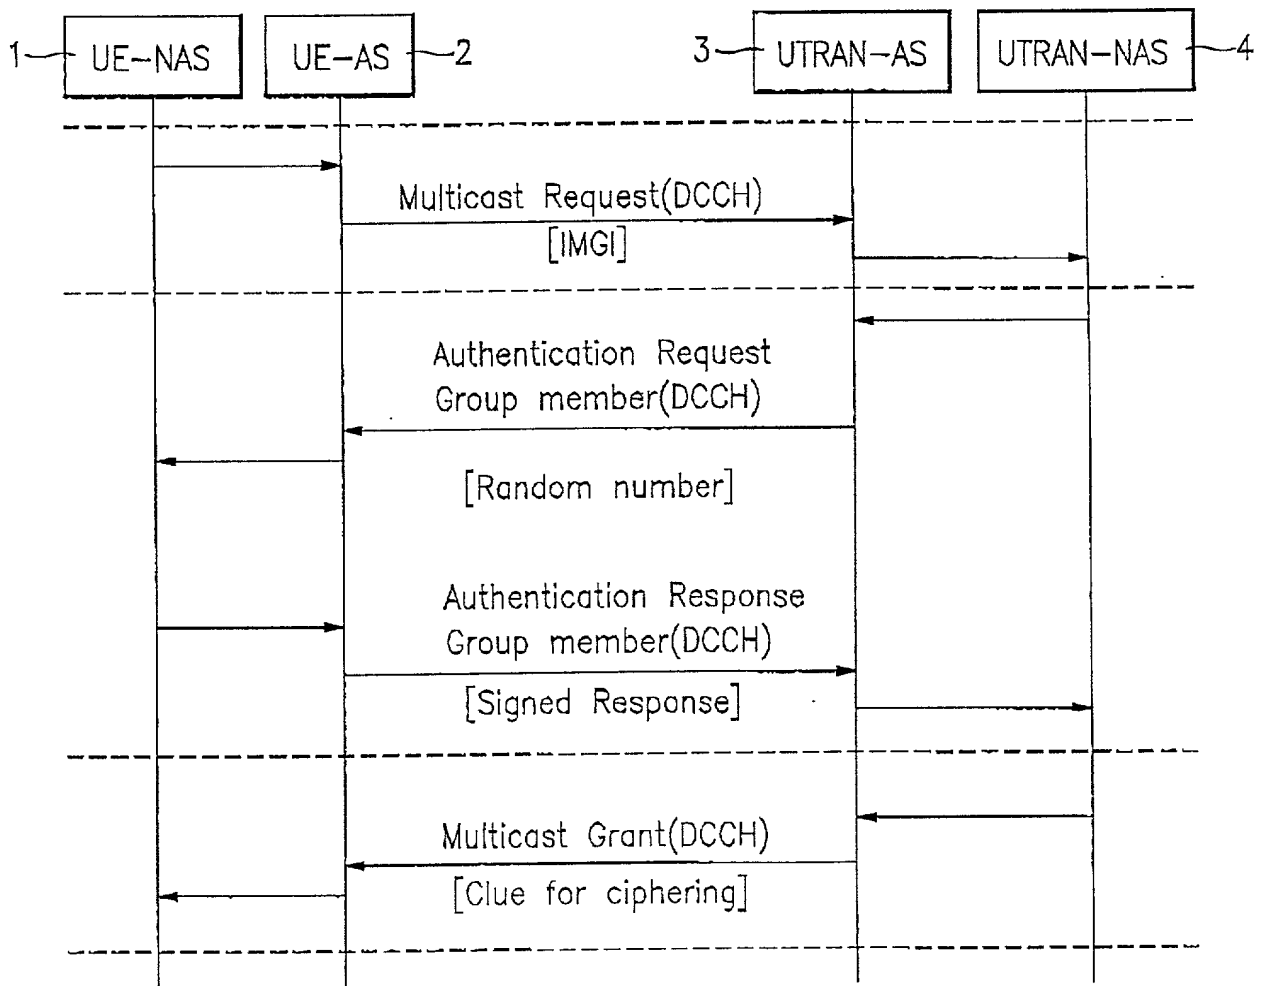 1 UE-NAS UE-AS 2 3 UTRAN-AS UTRAN-NAS 4
Multicast Request(DCCH)
[IMGI]
Authentication Request
Group member(DCCH)
[Random number]
Authentication Response
Group member(DCCH)
[Signed Response]
Multicast Grant(DCCH)
[Clue for ciphering]